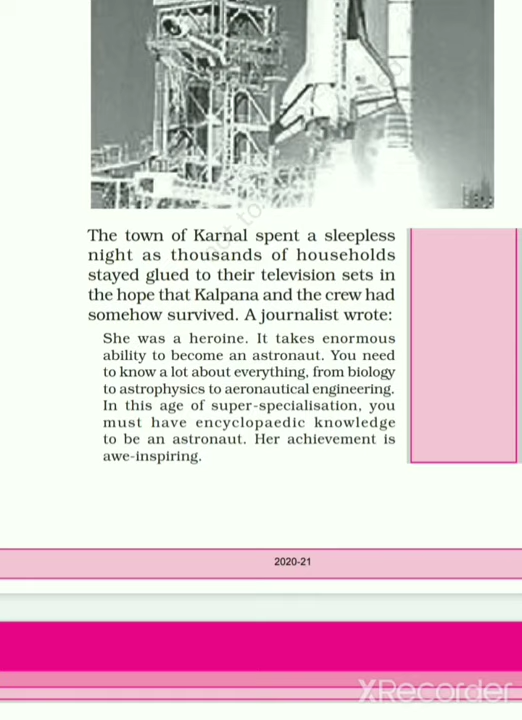 The town of Karnal spent a sleepless
night as thousands of households
stayed glued to their television sets in
the hope that Kalpana and the crew had
somehow survived. A journalist wrote:
She was a heroine. It takes enormous
ability to become an astronaut. You need
to know a lot about everything, from biology
to astrophysics to aeronautical engineering.
In this age of super-specialisation, you
must have encyclopaedic knowledge
to be an astronaut. Her achievement is
awe-inspiring.
2020-21
XRecorder